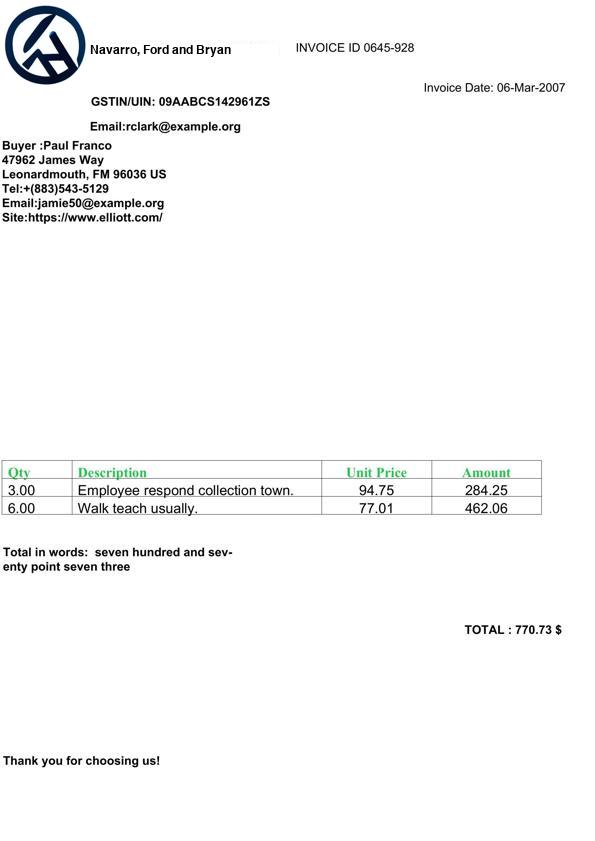 Navarro, Ford and Bryan
INVOICE ID 0645-928
Invoice Date: 06-Mar-2007
GSTIN/UIN: 09AABCS142961ZS
Email:rclark@example.org
Buyer :Paul Franco
47962 James Way
Leonardmouth, FM 96036 US
Tel:+(883)543-5129
Email:jamie50@example.org
Site:https://www.elliott.com/
Qty Description Unit Price Amount
3.00 Employee respond collection town. 94.75 284.25
6.00 Walk teach usually. 77.01 462.06
Total in words:  seven hundred and sev-
enty point seven three
TOTAL : 770.73 $
Thank you for choosing us!